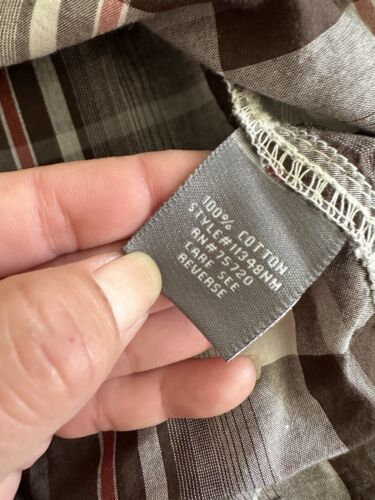 100% COTTON
STYLE#11348NM
RN#75720
CARE SEE
REVERSE